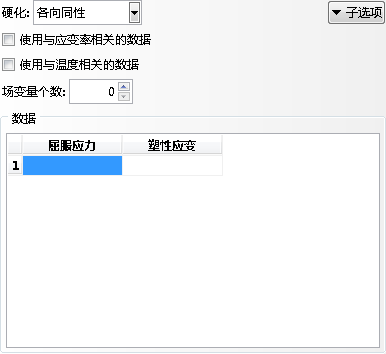 硬化: 各向同性 子选项
使用与应变率相关的数据
使用与温度相关的数据
场变量个数: 0
数据
屈服应力 塑性应变
1